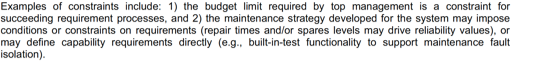 Examples of constraints include: 1) the budget limit required by top management is a constraint for
succeeding requirement processes, and 2) the maintenance strategy developed for the system may impose
conditions or constraints on requirements (repair times and/or spares levels may drive reliability values), or
may define capability requirements directly (e.g., built-in-test functionality to support maintenance fault
isolation).